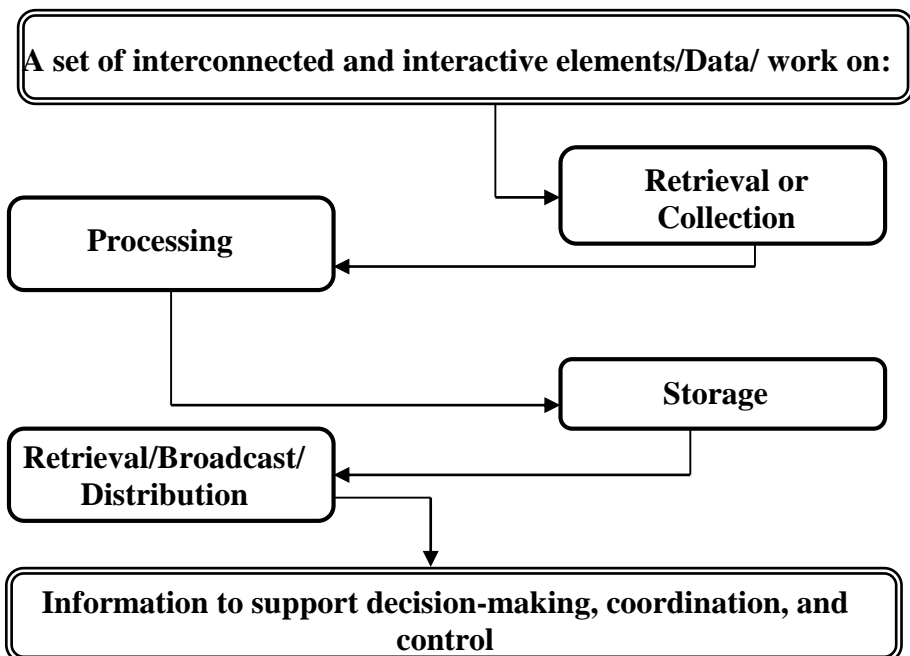 A set of interconnected and interactive elements/Data/ work on:
Retrieval or
Collection
Processing
Storage
Retrieval/Broadcast/
Distribution
Information to support decision-making, coordination, and
control